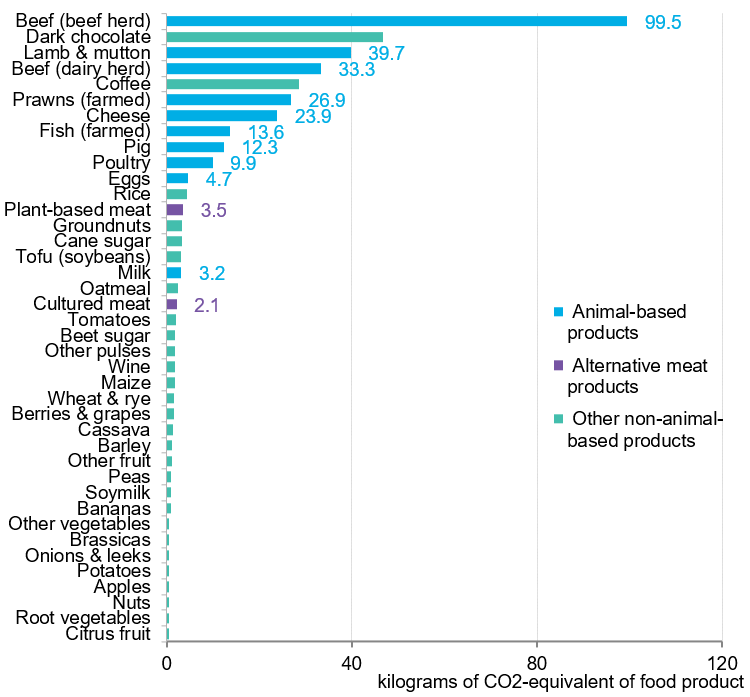 Beef (beef herd) 99.5
Dark chocolate
Lamb & mutton 39.7
Beef (dairy herd) 33.3
Coffee
Prawns (farmed) 26.9
Cheese 23.9
Fish (farmed) 13.6
Pig 12.3
Poultry 9.9
Eggs 4.7
Rice
Plant-based meat 3.5
Groundnuts
Cane sugar
Tofu (soybeans)
Milk 3.2
Oatmeal
Cultured meat 2.1
Tomatoes
Beet sugar
Other pulses
Wine
Maize
Wheat & rye
Berries & grapes
Cassava
Barley
Other fruit
Peas
Soymilk
Bananas
Other vegetables
Brassicas
Onions & leeks
Potatoes
Apples
Nuts
Root vegetables
Citrus fruit
Animal-based
products
Alternative meat
products
Other non-animal-
based products
0 40 80 120
kilograms of CO2-equivalent of food product